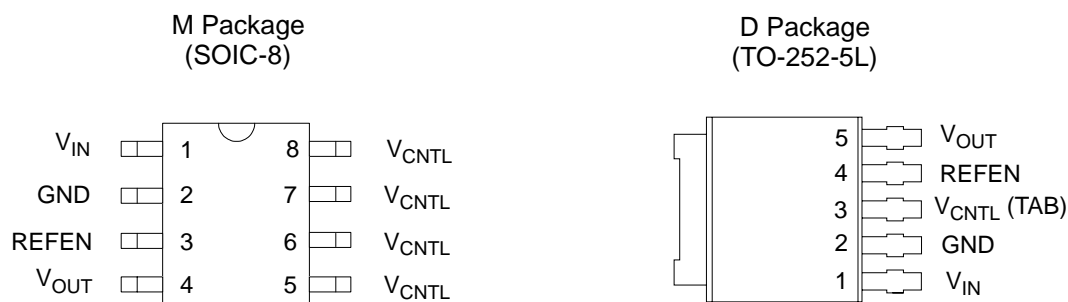 M Package
(SOIC-8)
V_IN 1 8 V_CNTL
GND 2 7 V_CNTL
REFEN 3 6 V_CNTL
V_OUT 4 5 V_CNTL
D Package
(TO-252-5L)
5 V_OUT
4 REFEN
3 V_CNTL (TAB)
2 GND
1 V_IN